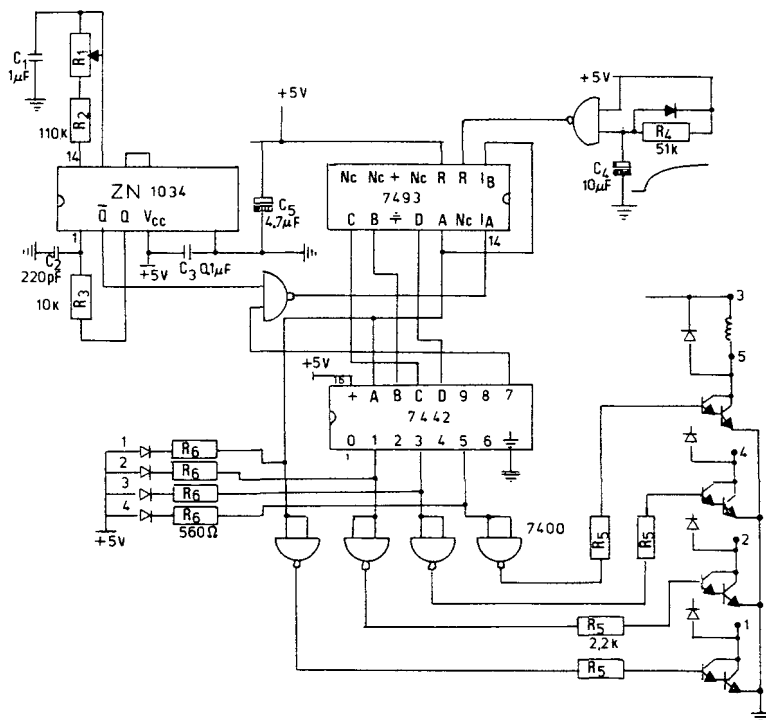 C1
1µF
R1
R2
110K
14
ZN 1034
Q̄ Q VCC
1
C2
220pF
R3
10K
+5V
C3 0,1µF
+5V
C5
4,7µF
NC NC + NC R R IB
7493
C B ⏚ D A NC IA
14
+5V
R4
51k
C4
10µF
+5V
16
+ A B C D 9 8 7
7442
0 1 2 3 4 5 6
1
1
R6
2
R6
3
R6
4
R6
560Ω
+5V
7400
R5
R5
R5
2,2k
R5
3
5
4
2
1